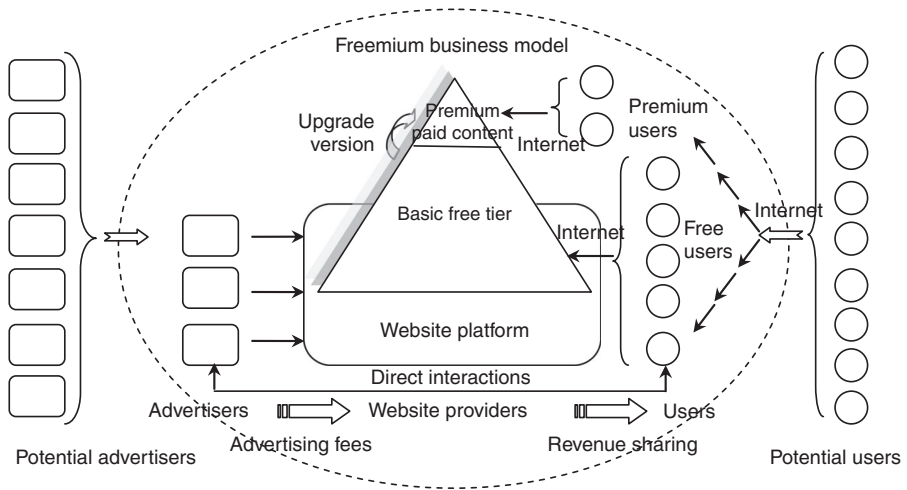 Freemium business model
Premium
paid content
Upgrade
version
Internet
Premium
users
Basic free tier
Internet
Free
users
Internet
Website platform
Direct interactions
Advertisers
Website providers
Users
Advertising fees
Revenue sharing
Potential advertisers
Potential users